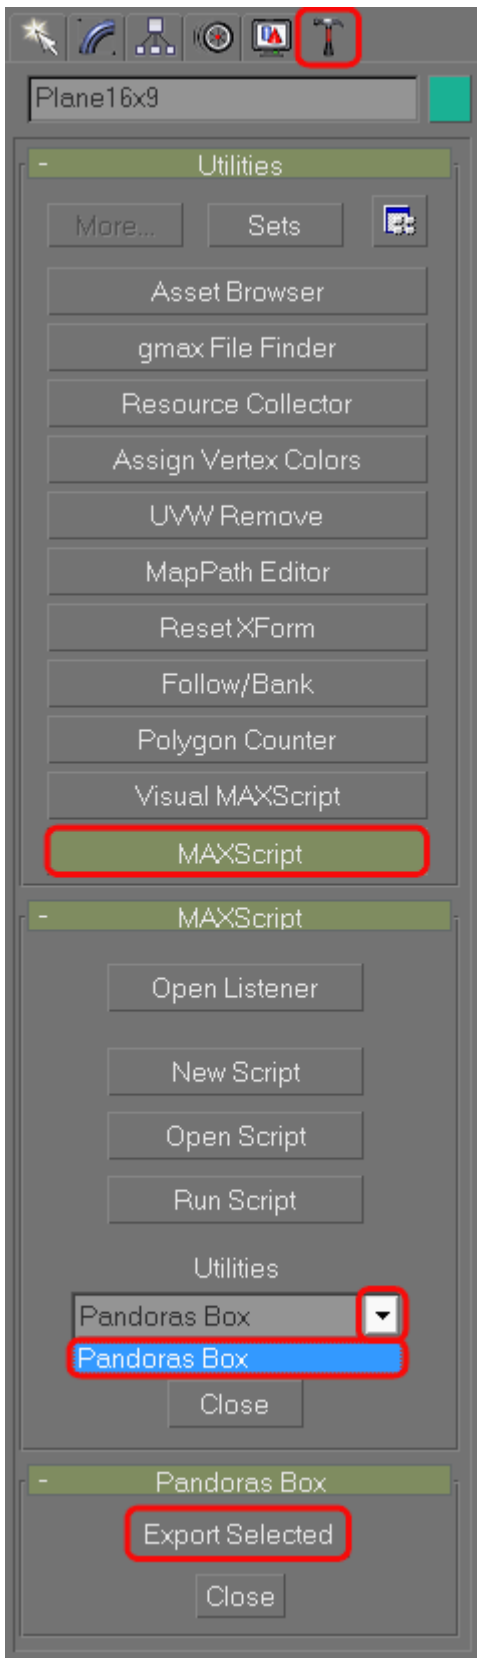 Plane16x9
- Utilities
More... Sets
Asset Browser
gmax File Finder
Resource Collector
Assign Vertex Colors
UVW Remove
MapPath Editor
Reset XForm
Follow/Bank
Polygon Counter
Visual MAXScript
MAXScript
- MAXScript
Open Listener
New Script
Open Script
Run Script
Utilities
Pandoras Box
Pandoras Box
Close
- Pandoras Box
Export Selected
Close